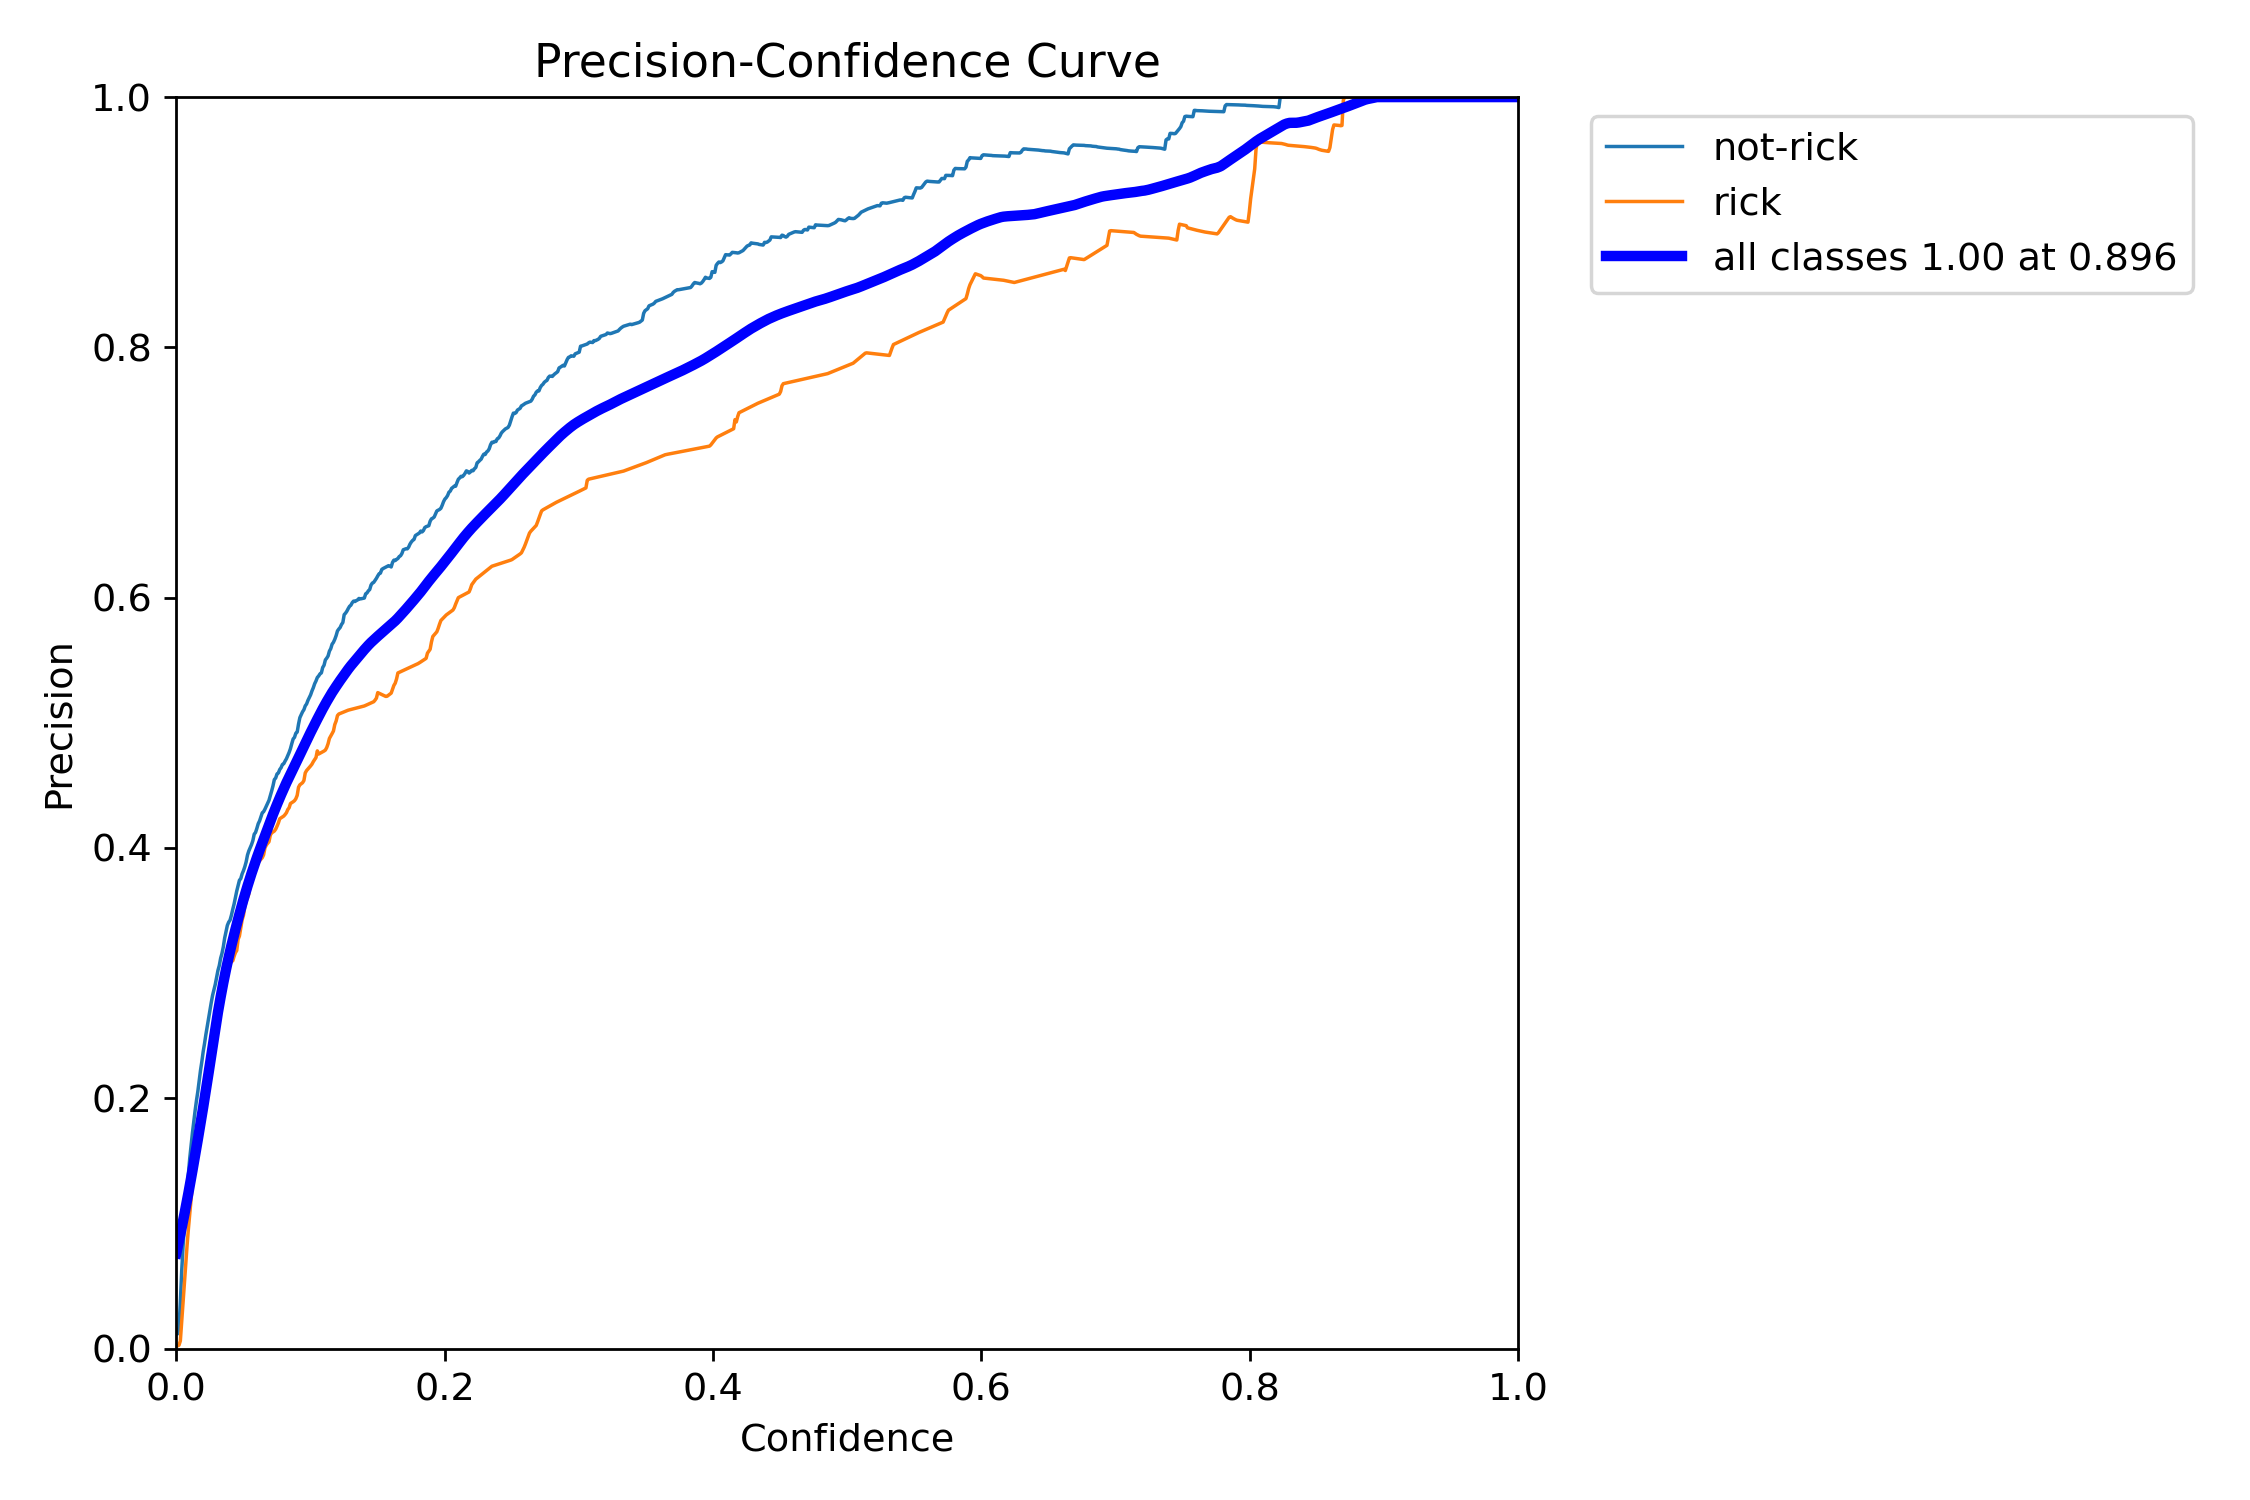 Precision-Confidence Curve
1.0
0.8
0.6
0.4
0.2
0.0
Precision
0.0 0.2 0.4 0.6 0.8 1.0
Confidence
not-rick
rick
all classes 1.00 at 0.896